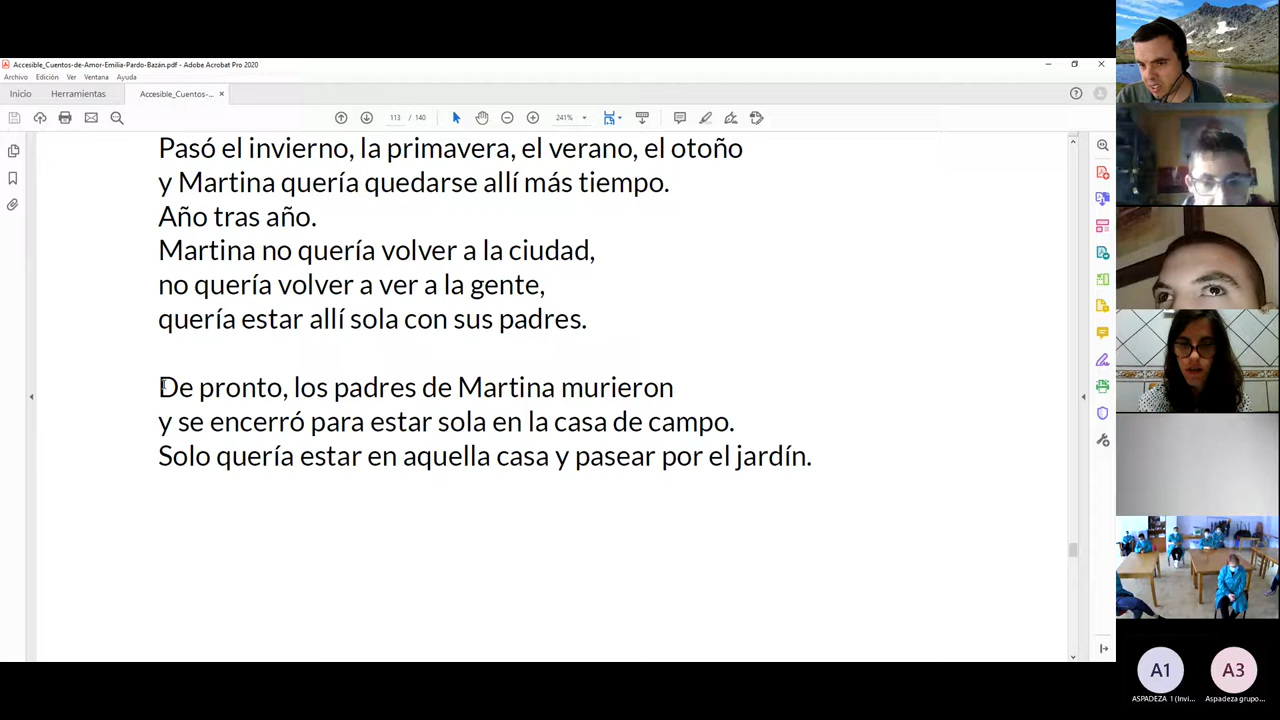 Accesible_Cuentos-de-Amor-Emilia-Pardo-Bazán.pdf - Adobe Acrobat Pro 2020
Archivo Edición Ver Ventana Ayuda
Inicio Herramientas Accesible_Cuentos-... ×
113 / 140 241%
Pasó el invierno, la primavera, el verano, el otoño
y Martina quería quedarse allí más tiempo.
Año tras año.
Martina no quería volver a la ciudad,
no quería volver a ver a la gente,
quería estar allí sola con sus padres.
De pronto, los padres de Martina murieron
y se encerró para estar sola en la casa de campo.
Solo quería estar en aquella casa y pasear por el jardín.
A1 A3
ASPADEZA 1 (Invi... Aspadeza grupo...